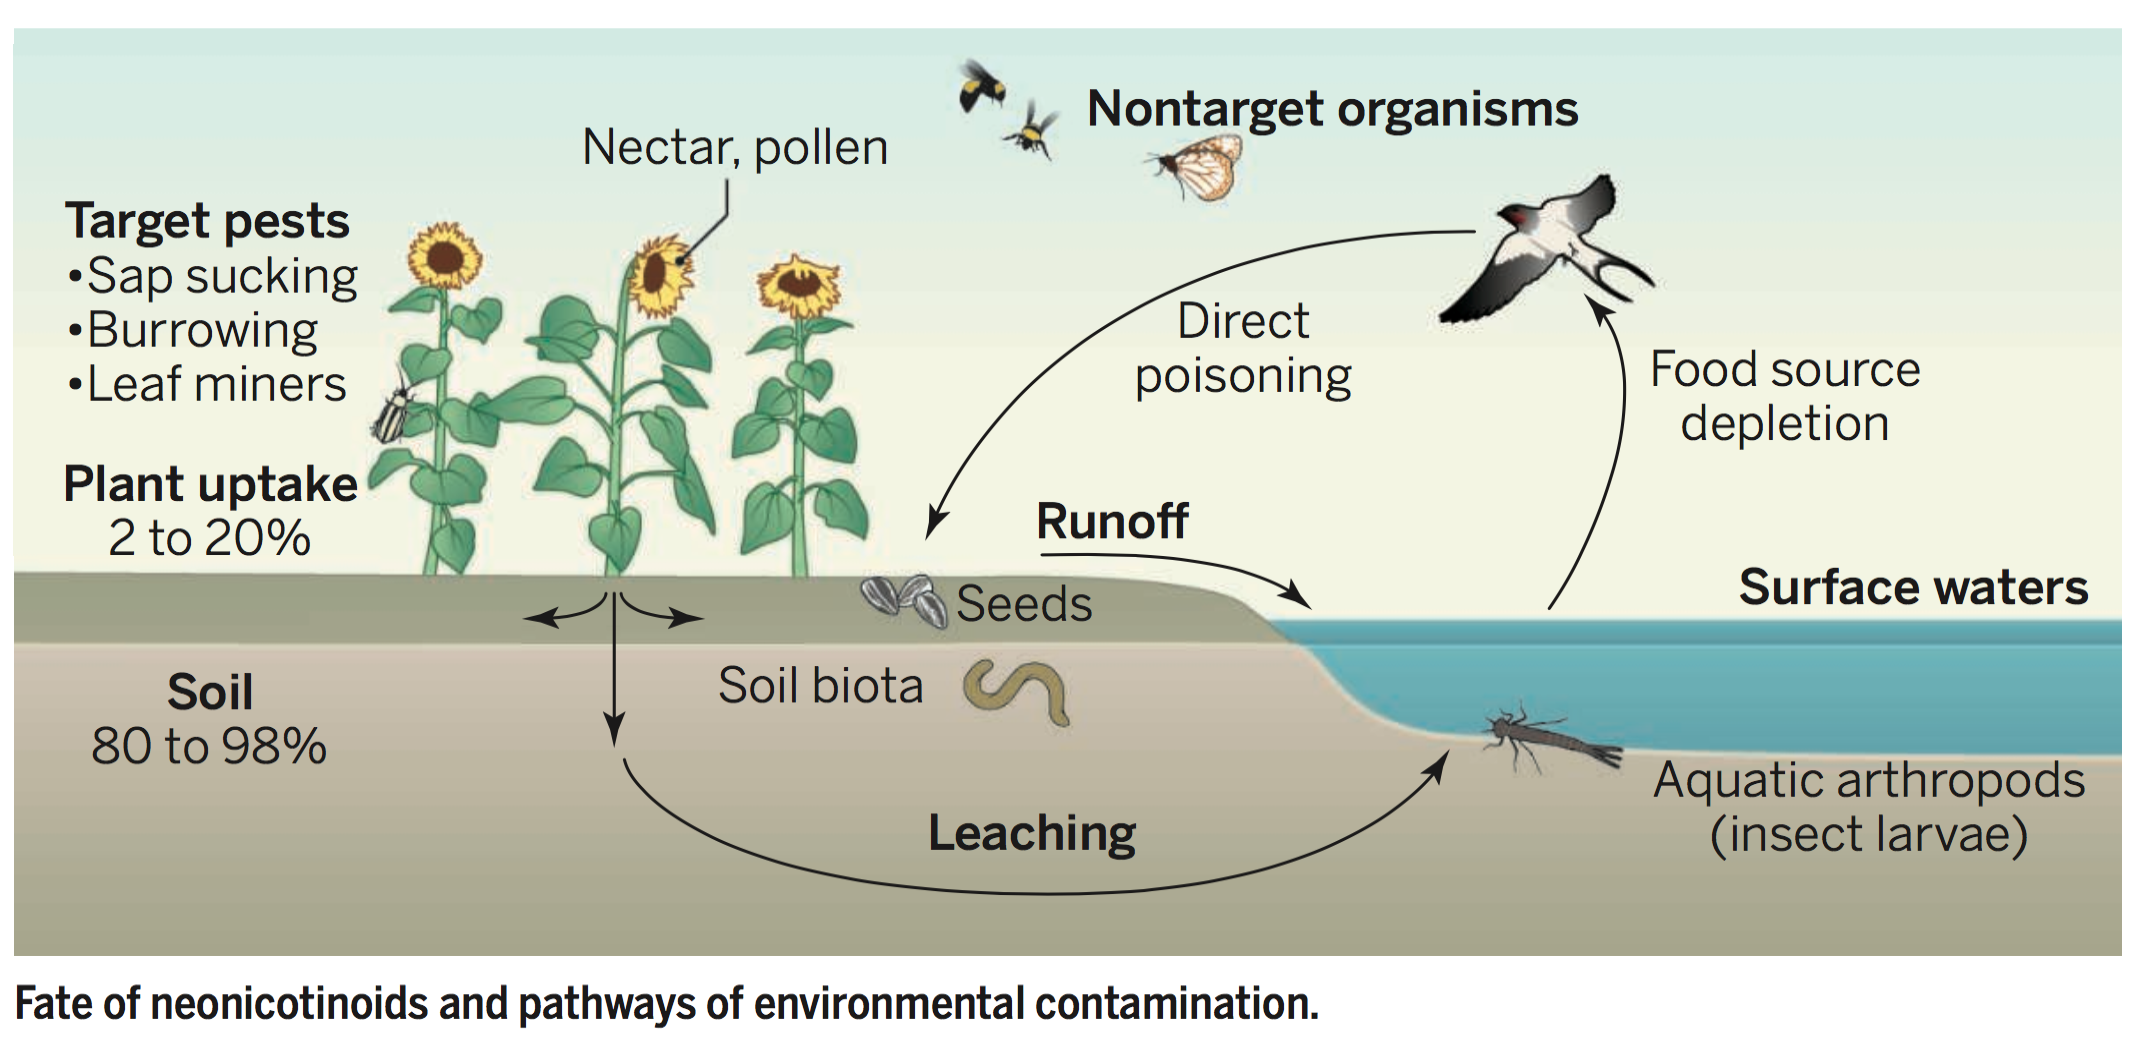 Nontarget organisms
Nectar, pollen
Target pests
•Sap sucking
•Burrowing
•Leaf miners
Direct
poisoning
Food source
depletion
Plant uptake
2 to 20%
Runoff
Surface waters
Seeds
Soil
80 to 98%
Soil biota
Leaching
Aquatic arthropods
(insect larvae)
Fate of neonicotinoids and pathways of environmental contamination.